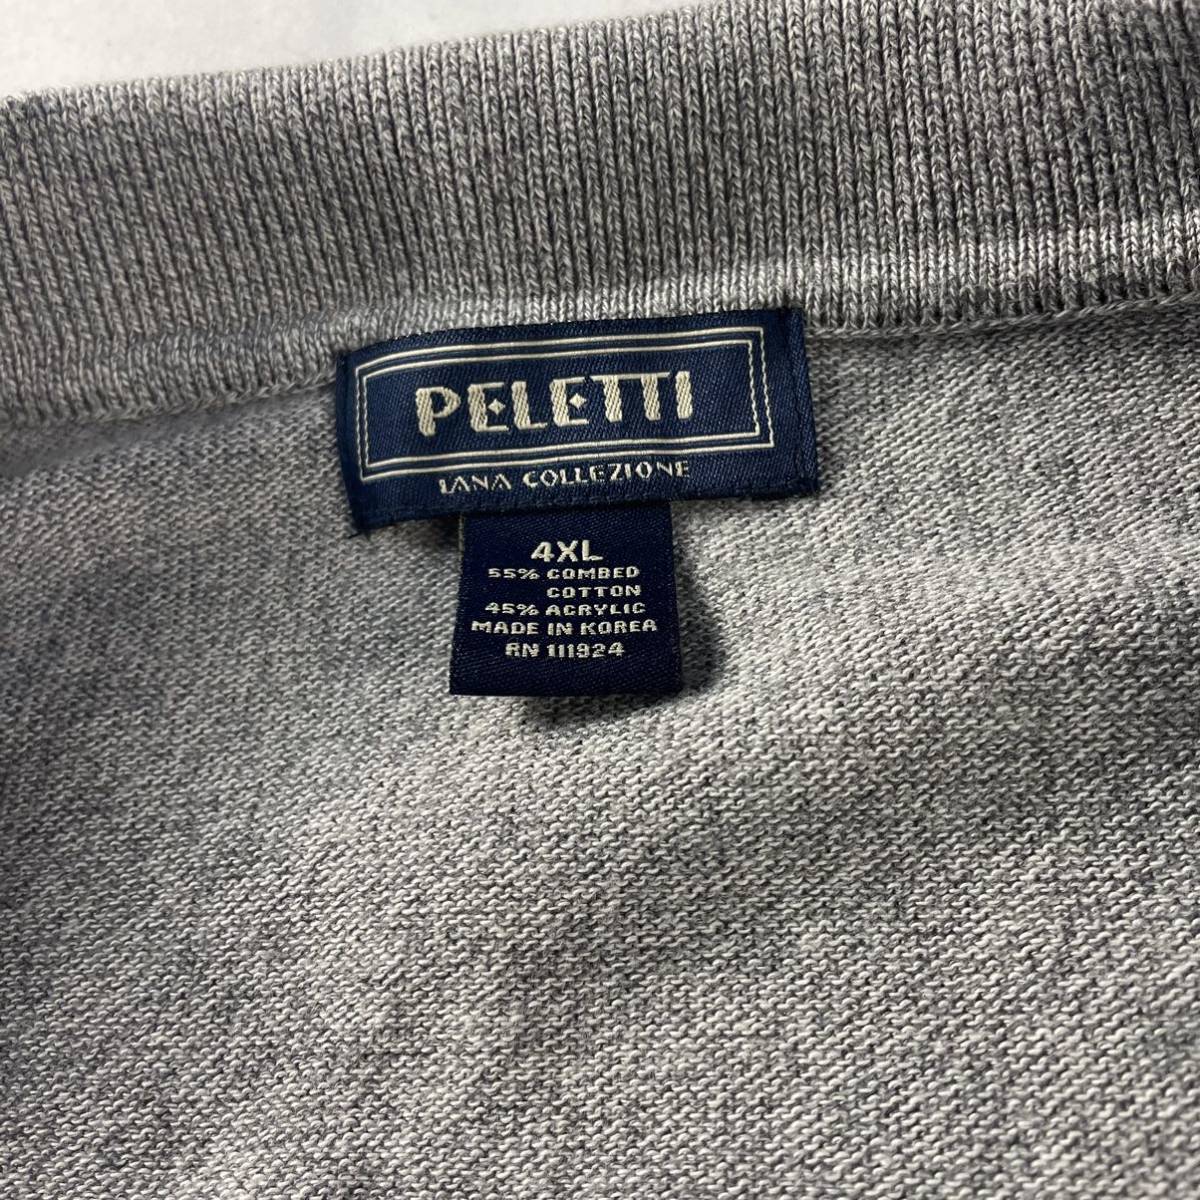 PELETTI
LANA COLLEZIONE
4XL
55% COMBED
COTTON
45% ACRYLIC
MADE IN KOREA
RN 111924